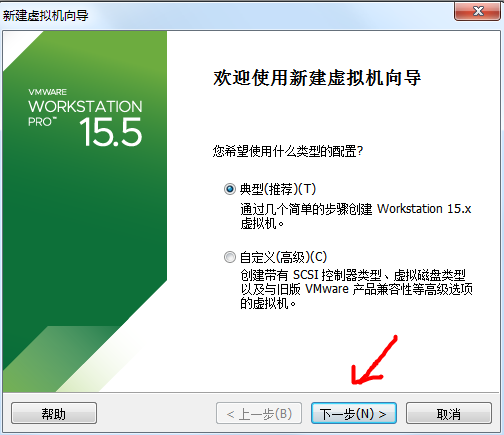 新建虚拟机向导
VMWARE
WORKSTATION
PRO™
15.5
欢迎使用新建虚拟机向导
您希望使用什么类型的配置?
典型(推荐)(T)
通过几个简单的步骤创建 Workstation 15.x
虚拟机。
自定义(高级)(C)
创建带有 SCSI 控制器类型、虚拟磁盘类型
以及与旧版 VMware 产品兼容性等高级选项
的虚拟机。
帮助
< 上一步(B)
下一步(N) >
取消